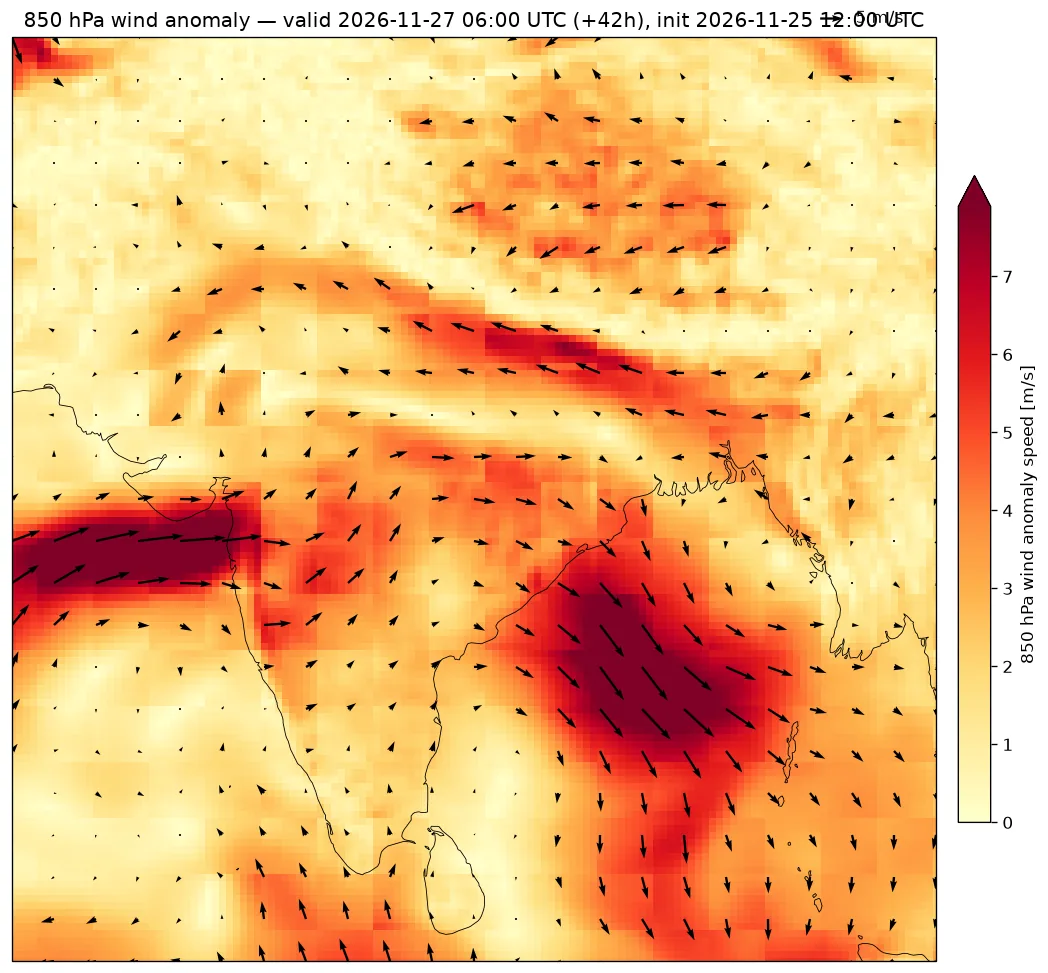 850 hPa wind anomaly — valid 2026-11-27 06:00 UTC (+42h), init 2026-11-25 12:00 UTC
5 m/s
7
6
5
4
3
2
1
0
850 hPa wind anomaly speed [m/s]